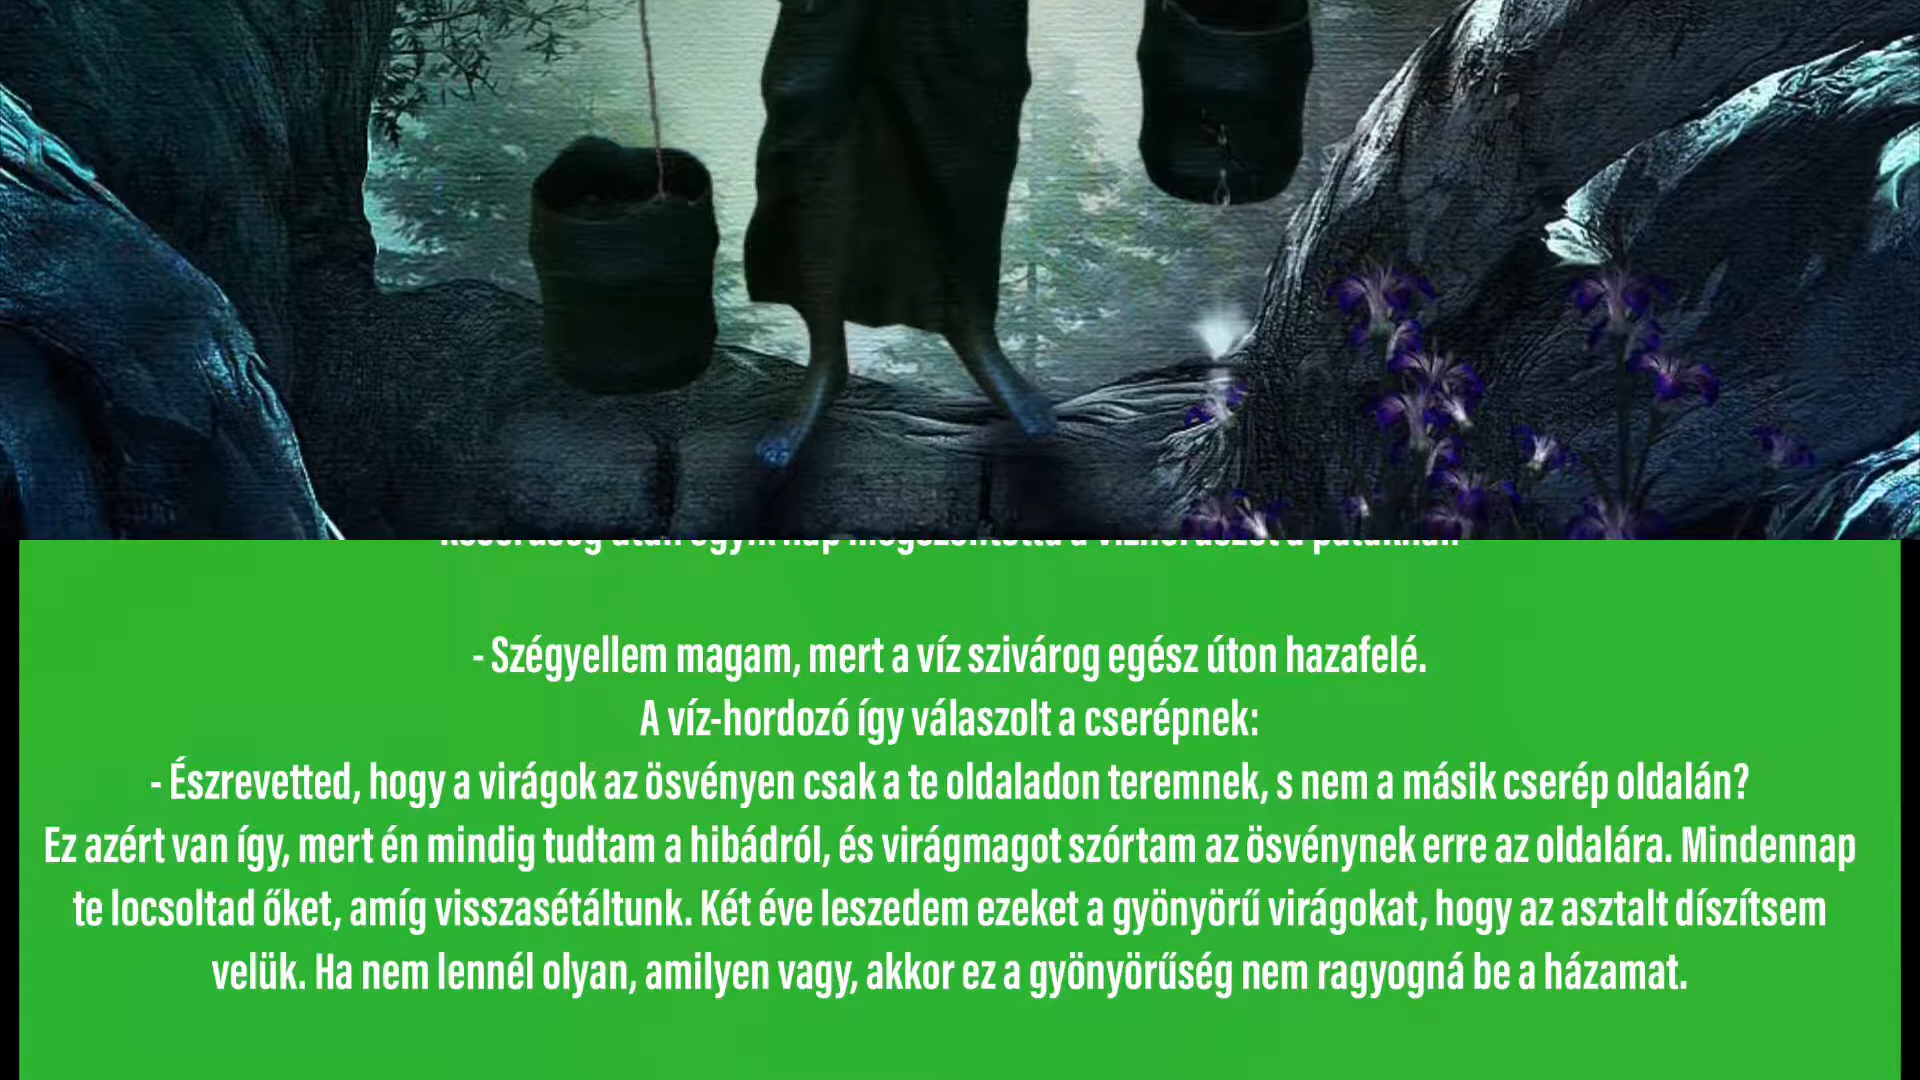 - Szégyellem magam, mert a víz szivárog egész úton hazafelé.
A víz-hordozó így válaszolt a cserépnek:
- Észrevetted, hogy a virágok az ösvényen csak a te oldaladon teremnek, s nem a másik cserép oldalán?
Ez azért van így, mert én mindig tudtam a hibádról, és virágmagot szórtam az ösvénynek erre az oldalára. Mindennap
te locsoltad őket, amíg visszasétáltunk. Két éve leszedem ezeket a gyönyörű virágokat, hogy az asztalt díszítsem
velük. Ha nem lennél olyan, amilyen vagy, akkor ez a gyönyörűség nem ragyogná be a házamat.